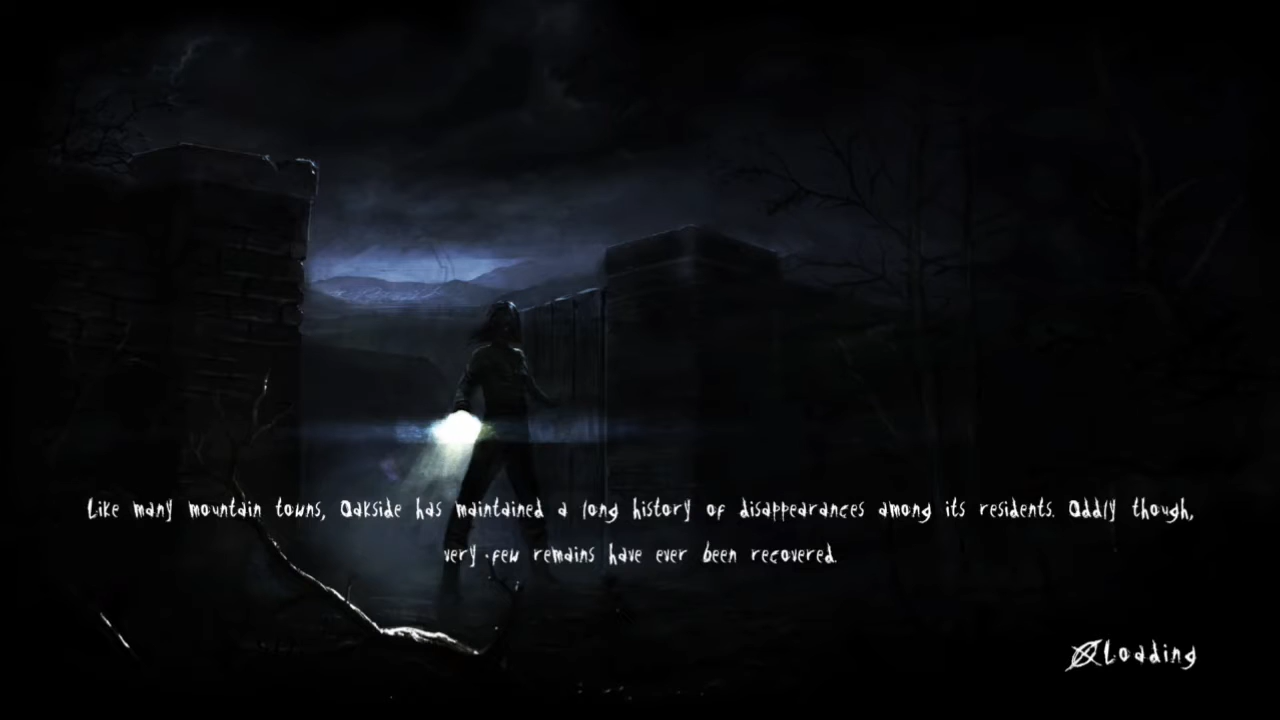 Like many mountain towns, Oakside has maintained a long history of disappearances among its residents. Oddly though,
very few remains have ever been recovered.
Loading